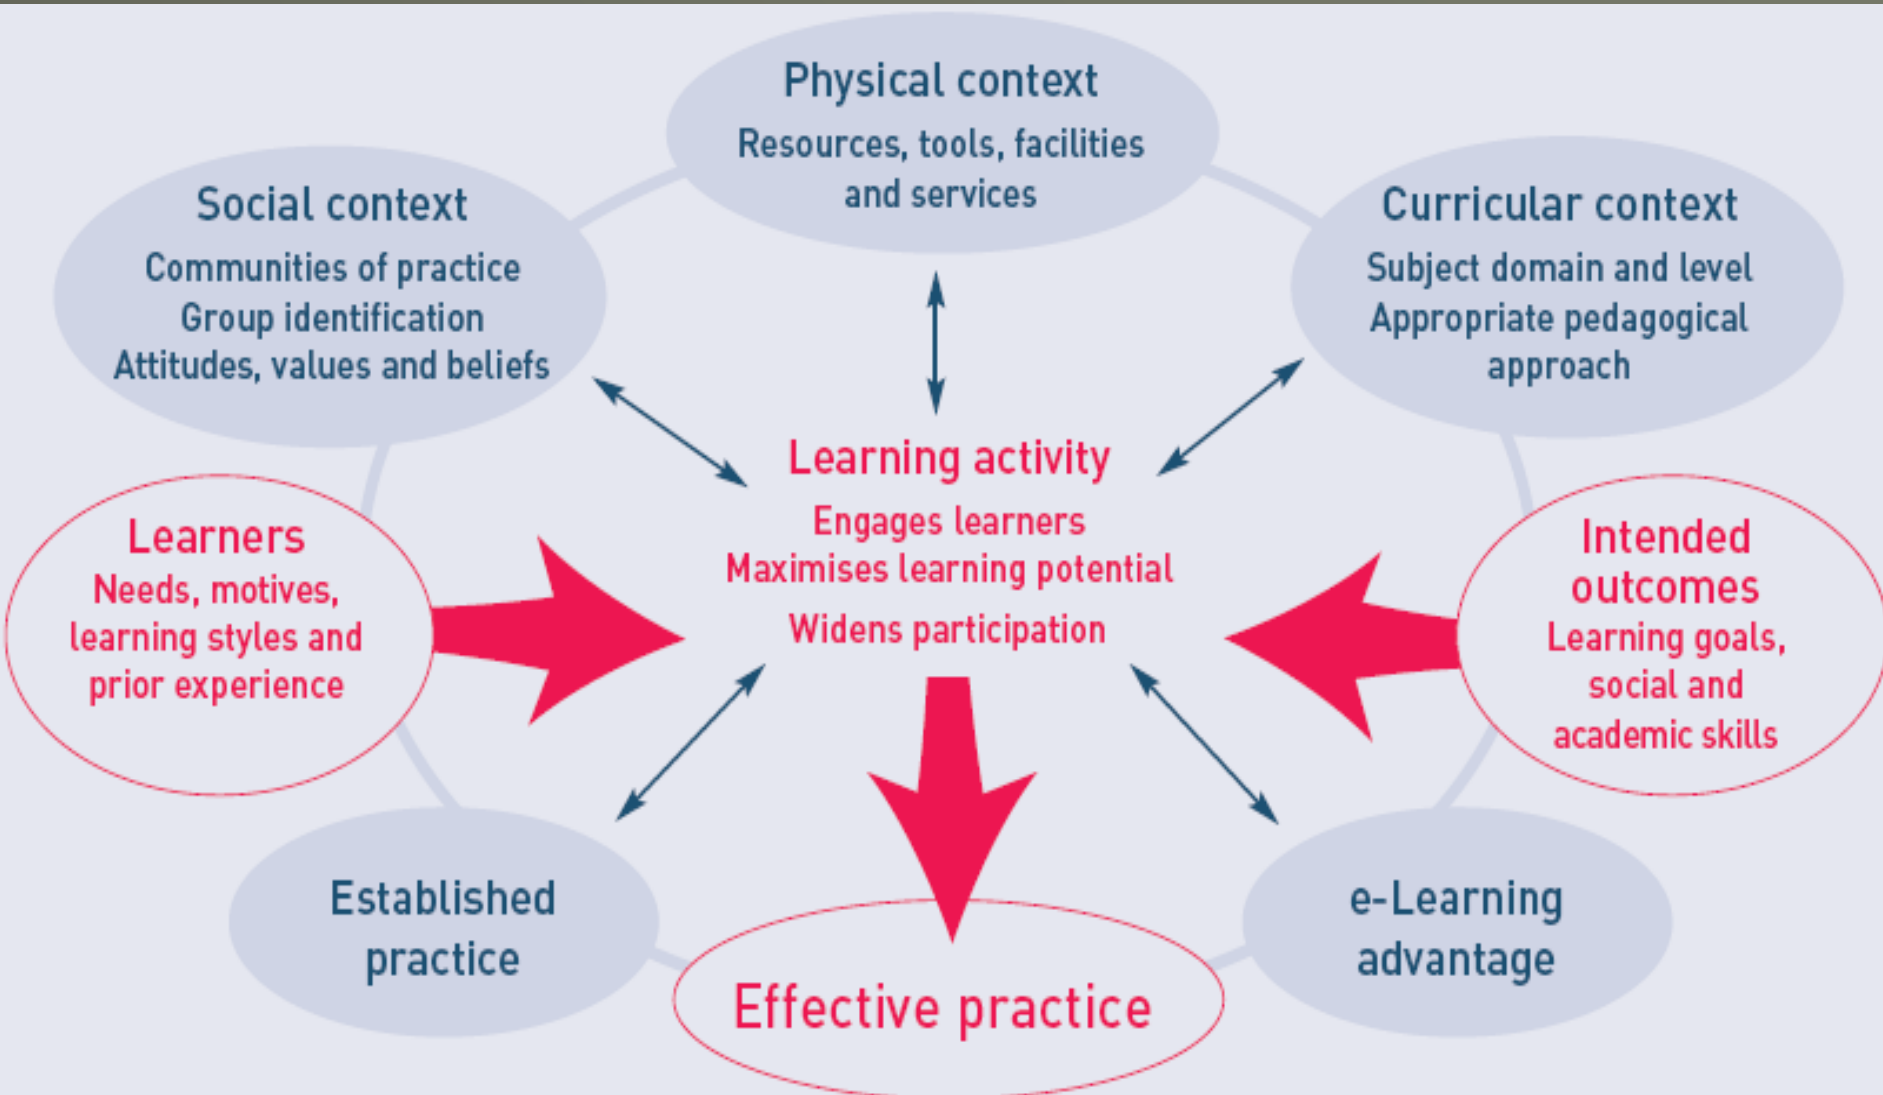 Physical context
Resources, tools, facilities
and services
Social context
Communities of practice
Group identification
Attitudes, values and beliefs
Curricular context
Subject domain and level
Appropriate pedagogical
approach
Learning activity
Engages learners
Maximises learning potential
Widens participation
Learners
Needs, motives,
learning styles and
prior experience
Intended
outcomes
Learning goals,
social and
academic skills
Established
practice
e-Learning
advantage
Effective practice